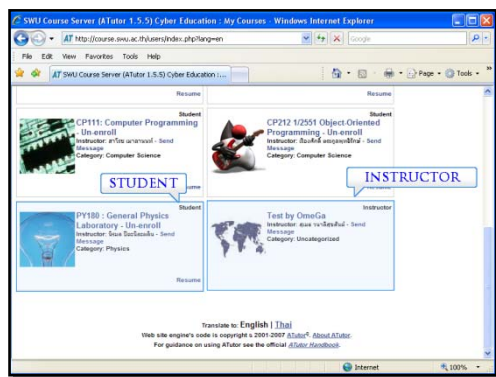 SWU Course Server (ATutor 1.5.5) Cyber Education : My Courses - Windows Internet Explorer
http://course.swu.ac.th/users/index.php?lang=en
Google
File Edit View Favorites Tools Help
SWU Course Server (ATutor 1.5.5) Cyber Education : ...
Page Tools
Resume
Resume
Student
CP111: Computer Programming
- Un-enroll
Instructor: - Send
Message
Category: Computer Science
Student
CP212 1/2551 Object-Oriented
Programming - Un-enroll
Instructor: - Send
Message
Category: Computer Science
STUDENT
INSTRUCTOR
Student
PY180 : General Physics
Laboratory - Un-enroll
Instructor: - Send
Message
Category: Physics
Resume
Instructor
Test by OmeGa
Instructor: - Send
Message
Category: Uncategorized
Translate to: English | Thai
Web site engine's code is copyright © 2001-2007 ATutor®. About ATutor.
For guidance on using ATutor see the official ATutor Handbook.
Internet
100%